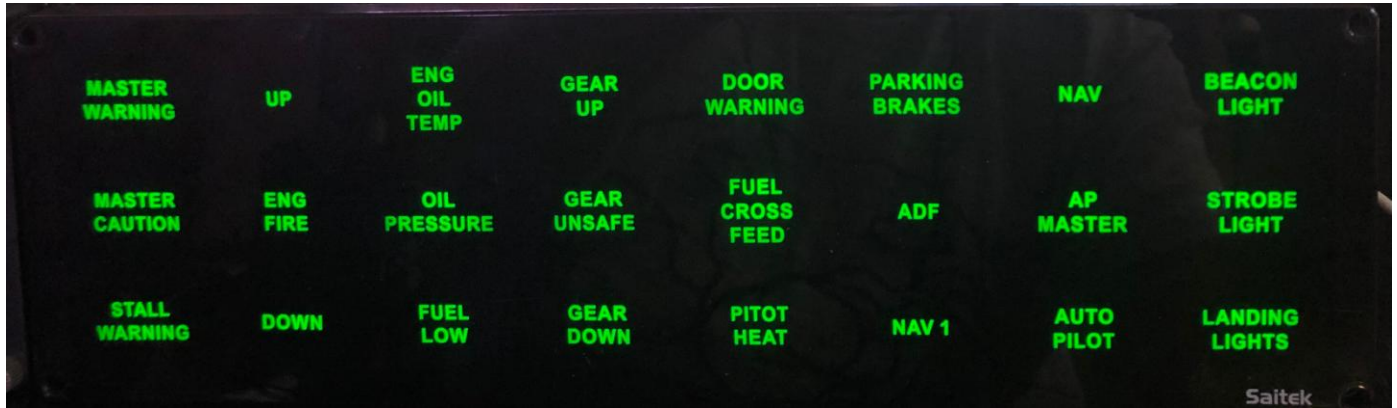 MASTER
WARNING
UP
ENG
OIL
TEMP
GEAR
UP
DOOR
WARNING
PARKING
BRAKES
NAV
BEACON
LIGHT
MASTER
CAUTION
ENG
FIRE
OIL
PRESSURE
GEAR
UNSAFE
FUEL
CROSS
FEED
ADF
AP
MASTER
STROBE
LIGHT
STALL
WARNING
DOWN
FUEL
LOW
GEAR
DOWN
PITOT
HEAT
NAV 1
AUTO
PILOT
LANDING
LIGHTS
Saitek